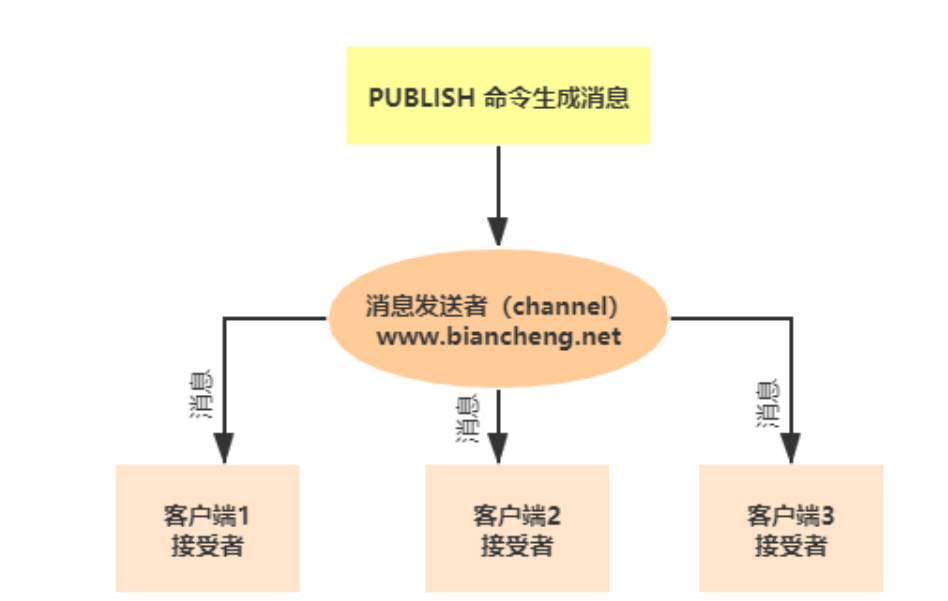 PUBLISH 命令生成消息
消息发送者（channel）
www.biancheng.net
消息
消息
消息
客户端1
接受者
客户端2
接受者
客户端3
接受者